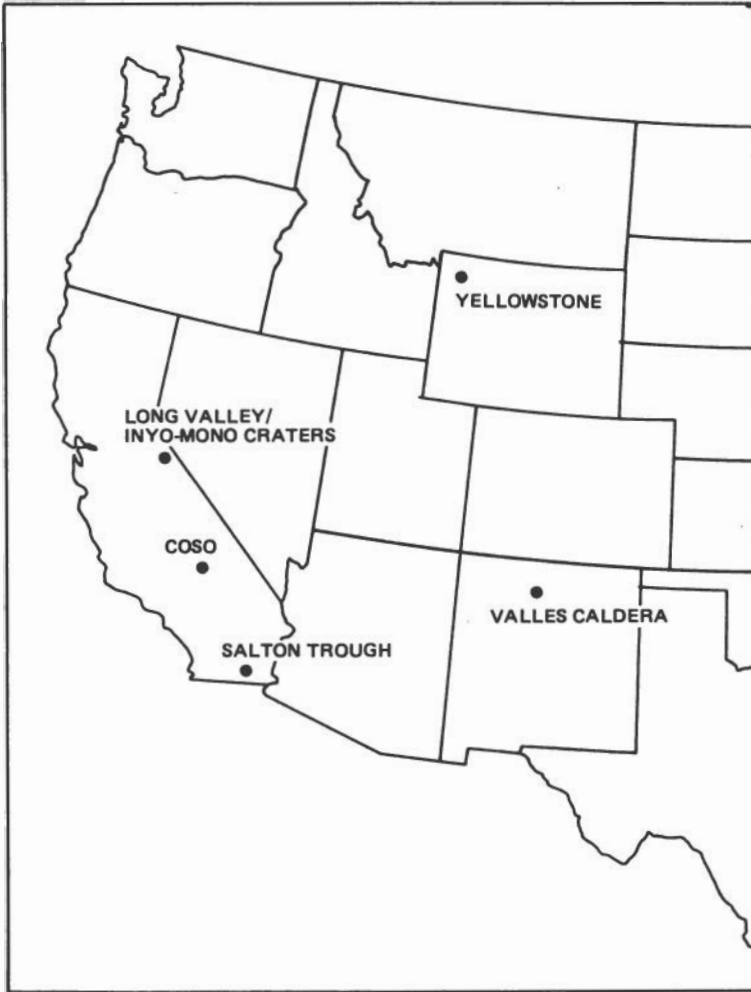 YELLOWSTONE
LONG VALLEY/
INYO-MONO CRATERS
COSO
VALLES CALDERA
SALTON TROUGH